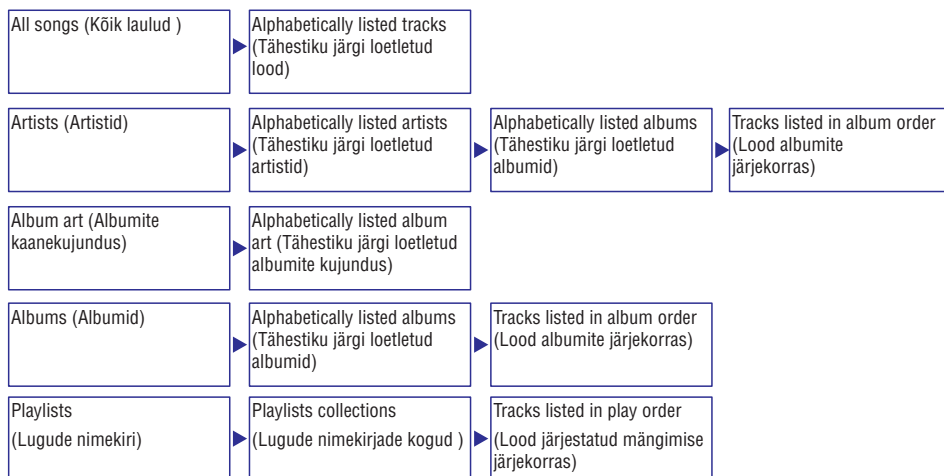 All songs (Kõik laulud )
Alphabetically listed tracks
(Tähestiku järgi loetletud
lood)
Artists (Artistid)
Alphabetically listed artists
(Tähestiku järgi loetletud
artistid)
Alphabetically listed albums
(Tähestiku järgi loetletud
albumid)
Tracks listed in album order
(Lood albumite
järjekorras)
Album art (Albumite
kaanekujundus)
Alphabetically listed album
art (Tähestiku järgi loetletud
albumite kujundus)
Albums (Albumid)
Alphabetically listed albums
(Tähestiku järgi loetletud
albumid)
Tracks listed in album order
(Lood albumite järjekorras)
Playlists
(Lugude nimekiri)
Playlists collections
(Lugude nimekirjade kogud )
Tracks listed in play order
(Lood järjestatud mängimise
järjekorras)